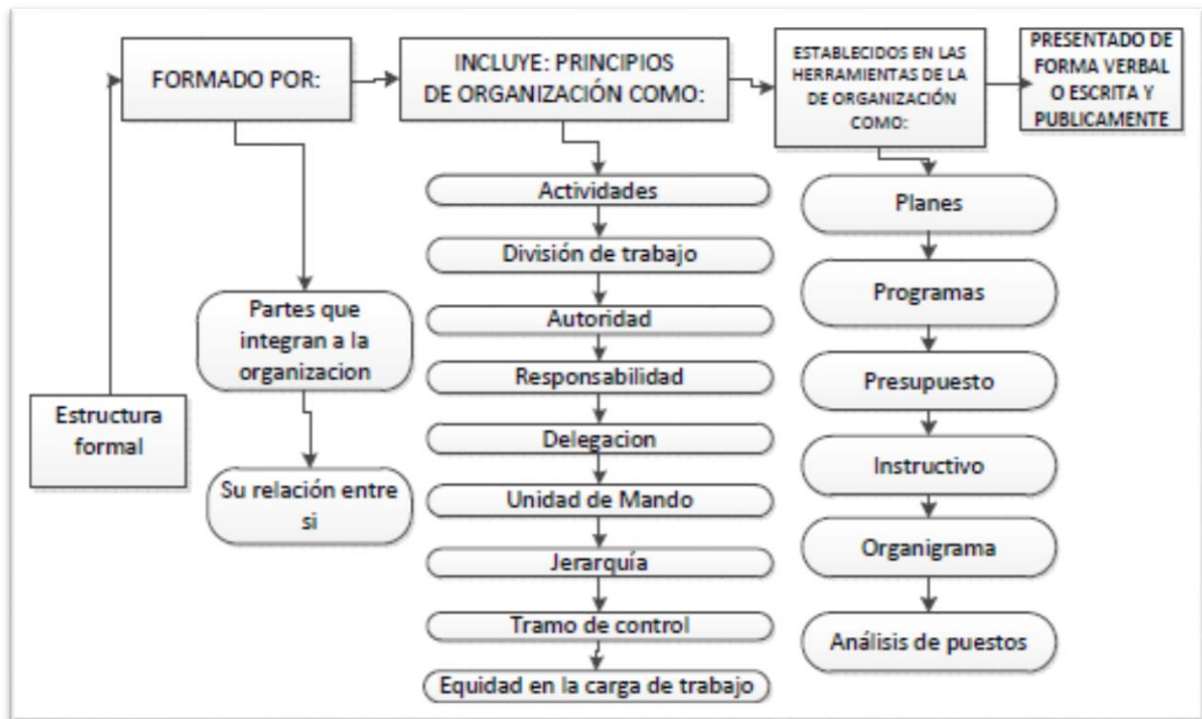 FORMADO POR:
INCLUYE: PRINCIPIOS
DE ORGANIZACIÓN COMO:
ESTABLECIDOS EN LAS
HERRAMIENTAS DE LA
DE ORGANIZACIÓN
COMO:
PRESENTADO DE
FORMA VERBAL
O ESCRITA Y
PUBLICAMENTE
Estructura
formal
Partes que
integran a la
organizacion
Su relación entre
si
Actividades
División de trabajo
Autoridad
Responsabilidad
Delegacion
Unidad de Mando
Jerarquía
Tramo de control
Equidad en la carga de trabajo
Planes
Programas
Presupuesto
Instructivo
Organigrama
Análisis de puestos